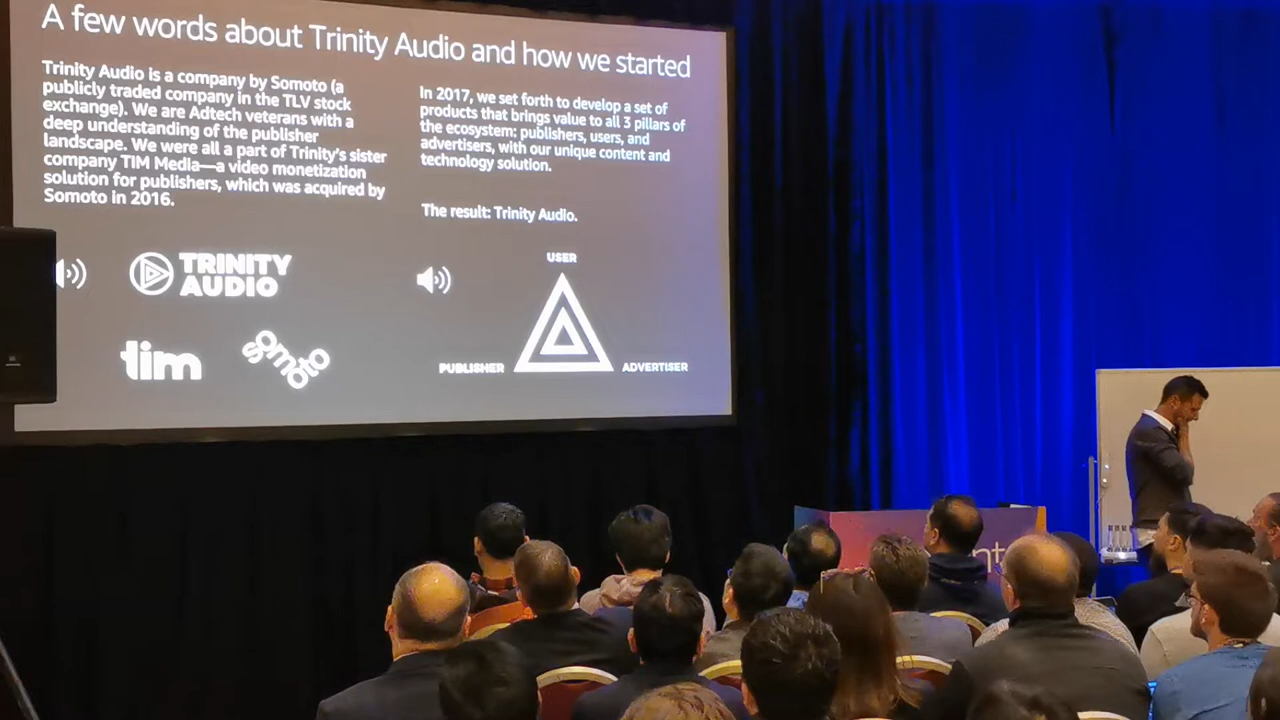 A few words about Trinity Audio and how we started
Trinity Audio is a company by Somoto (a
publicly traded company in the TLV stock
exchange). We are Adtech veterans with a
deep understanding of the publisher
landscape. We were all a part of Trinity's sister
company TIM Media—a video monetization
solution for publishers, which was acquired by
Somoto in 2016.
In 2017, we set forth to develop a set of
products that brings value to all 3 pillars of
the ecosystem: publishers, users, and
advertisers, with our unique content and
technology solution.
The result: Trinity Audio.
TRINITY
AUDIO
tim
somoto
USER
PUBLISHER
ADVERTISER